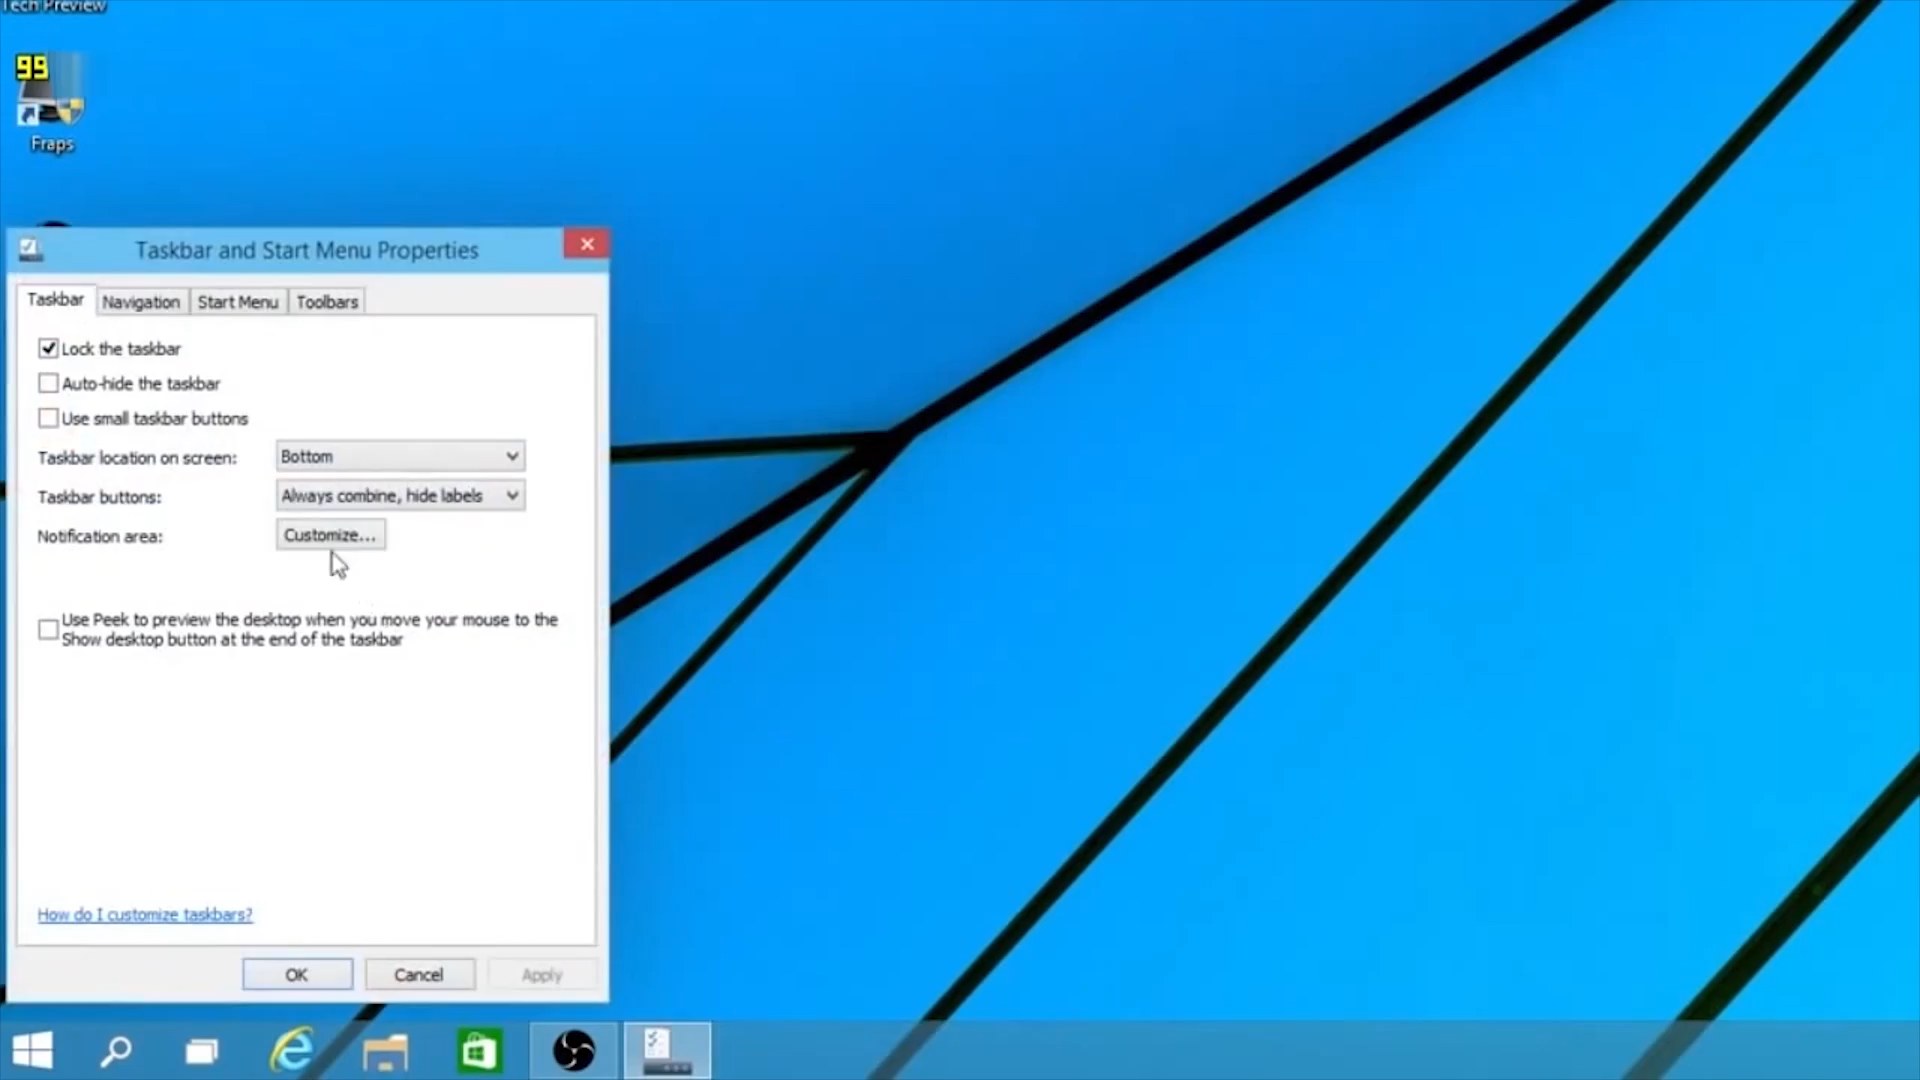 Tech Preview
99
Fraps
Taskbar and Start Menu Properties
Taskbar
Navigation
Start Menu
Toolbars
Lock the taskbar
Auto-hide the taskbar
Use small taskbar buttons
Taskbar location on screen:
Bottom
Taskbar buttons:
Always combine, hide labels
Notification area:
Customize...
Use Peek to preview the desktop when you move your mouse to the
Show desktop button at the end of the taskbar
How do I customize taskbars?
OK
Cancel
Apply